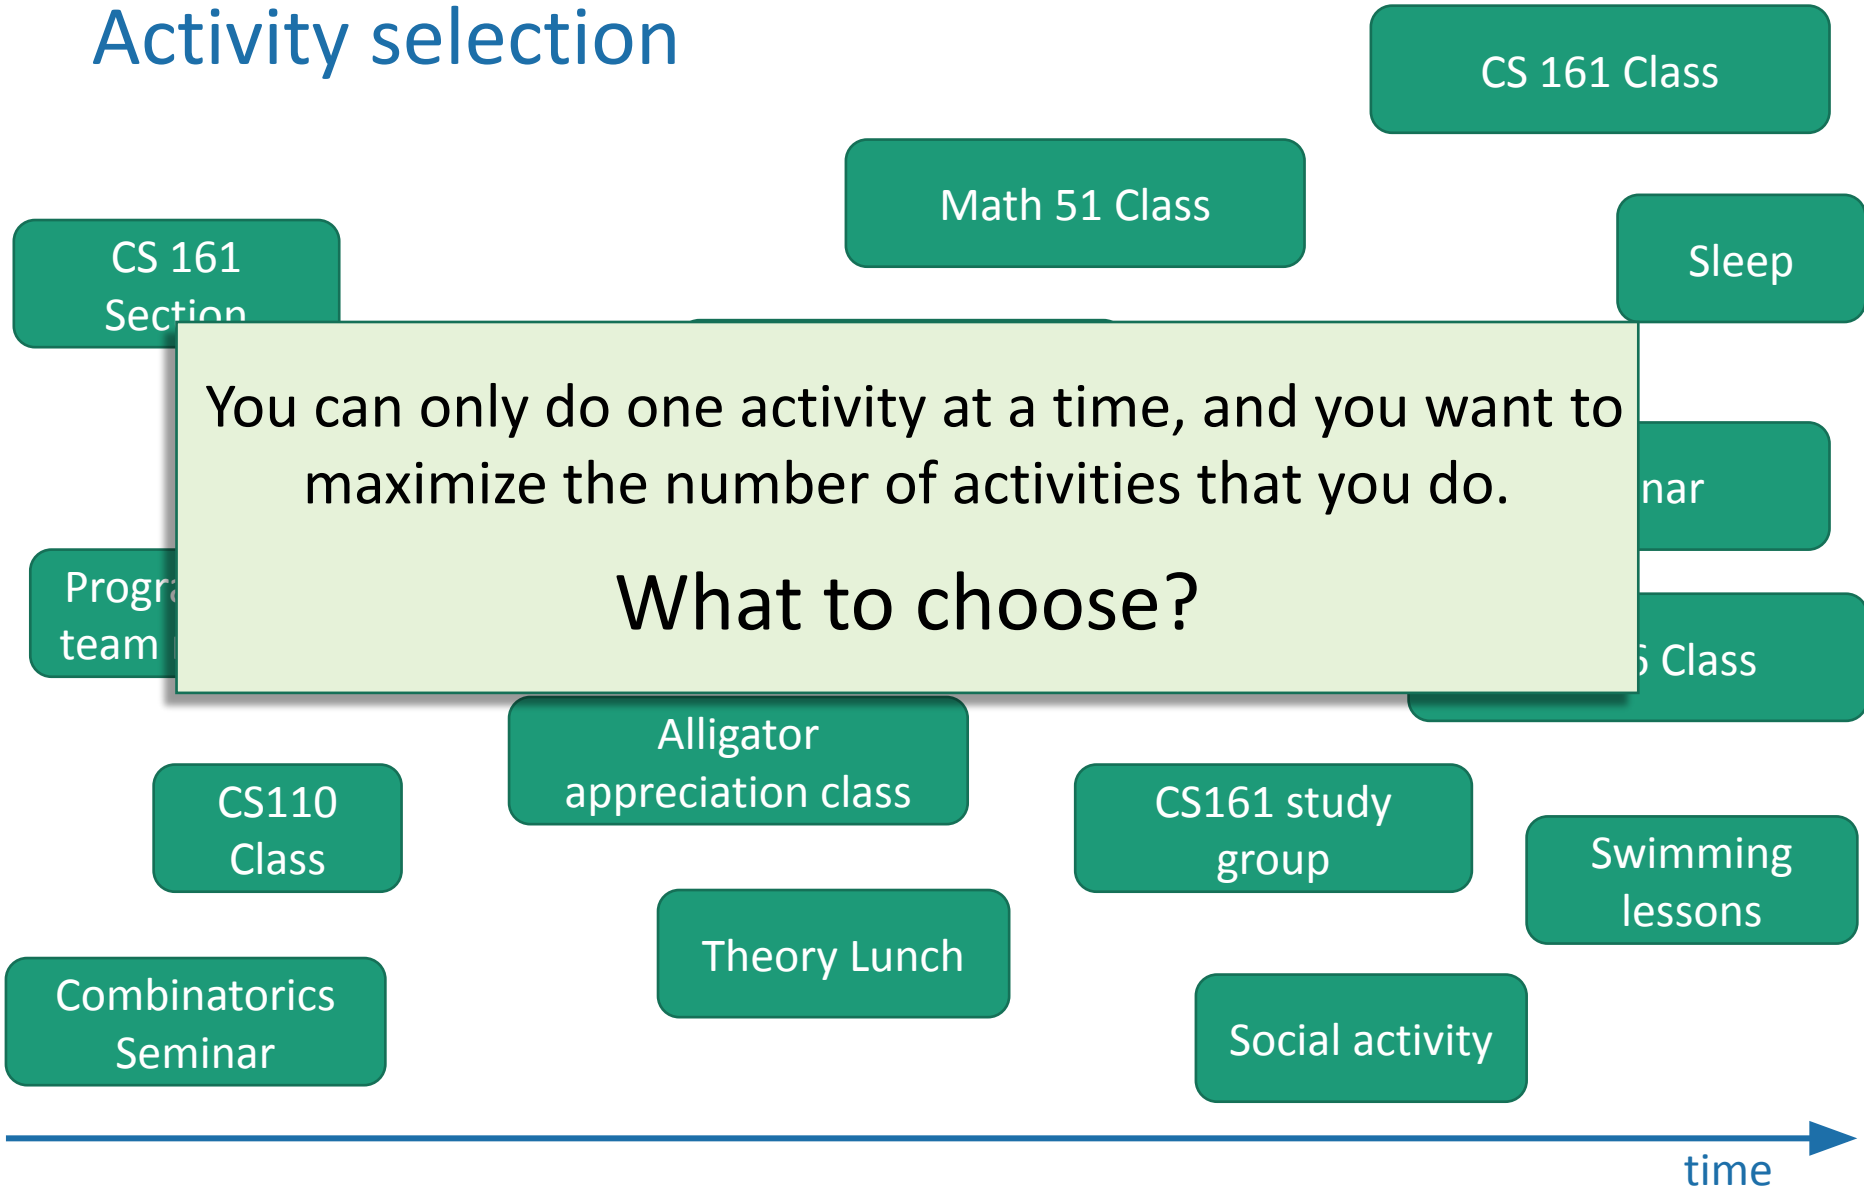 Activity selection
CS 161 Class
Math 51 Class
CS 161
Section
Sleep
You can only do one activity at a time, and you want to
maximize the number of activities that you do.
What to choose?
nar
Progra
team
Class
Alligator
appreciation class
CS110
Class
CS161 study
group
Swimming
lessons
Theory Lunch
Combinatorics
Seminar
Social activity
time